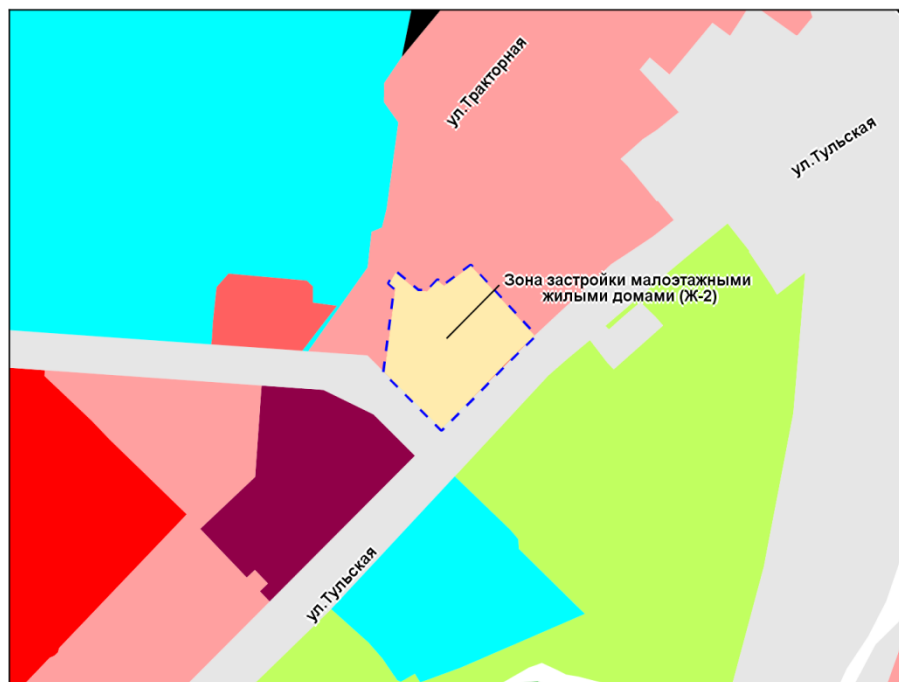 ул.Тракторная
ул.Тульская
Зона застройки малоэтажными
жилыми домами (Ж-2)
ул.Тульская